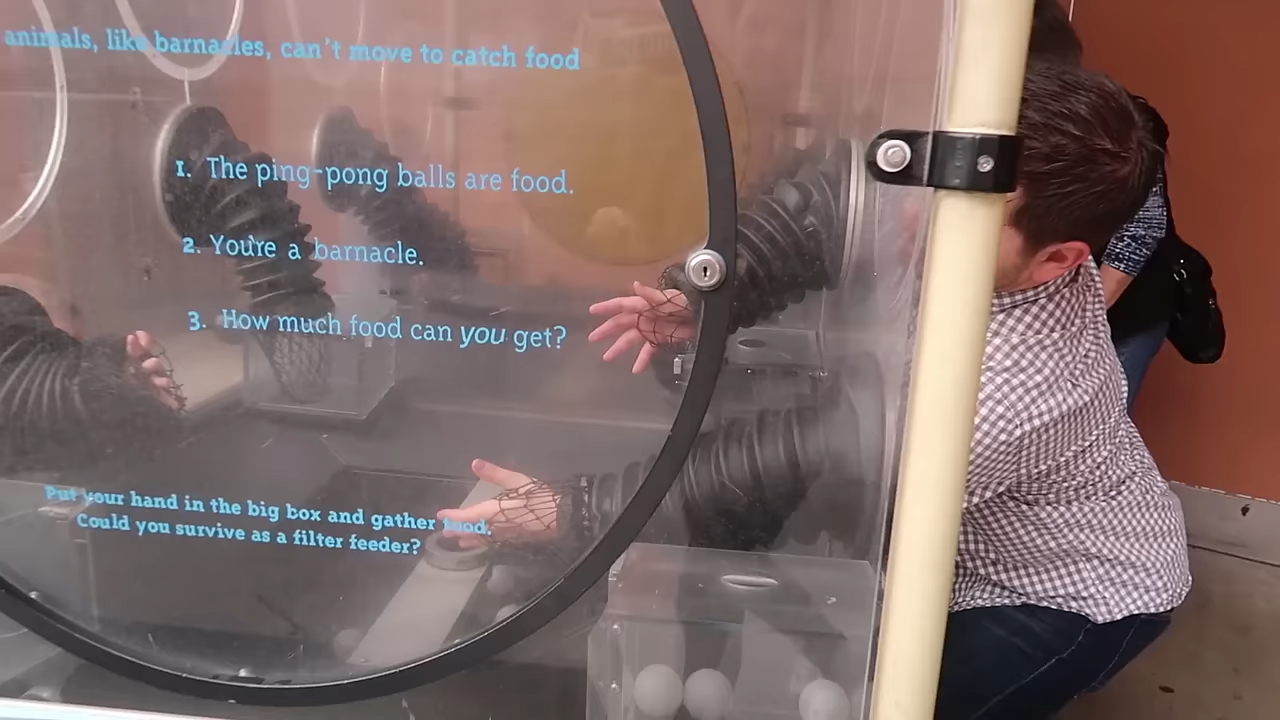 animals, like barnacles, can't move to catch food
1. The ping-pong balls are food.
2. You're a barnacle.
3. How much food can you get?
Put your hand in the big box and gather food.
Could you survive as a filter feeder?